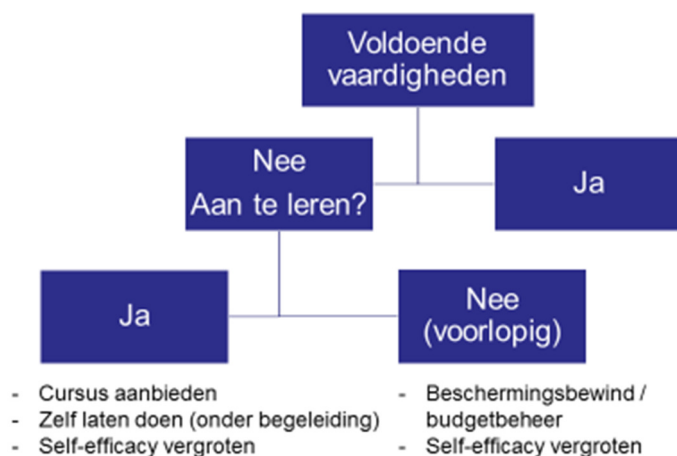 Voldoende
vaardigheden
Nee
Aan te leren?
Ja
Ja
Nee
(voorlopig)
- Cursus aanbieden
- Zelf laten doen (onder begeleiding)
- Self-efficacy vergroten
- Beschermingsbewind /
budgetbeheer
- Self-efficacy vergroten